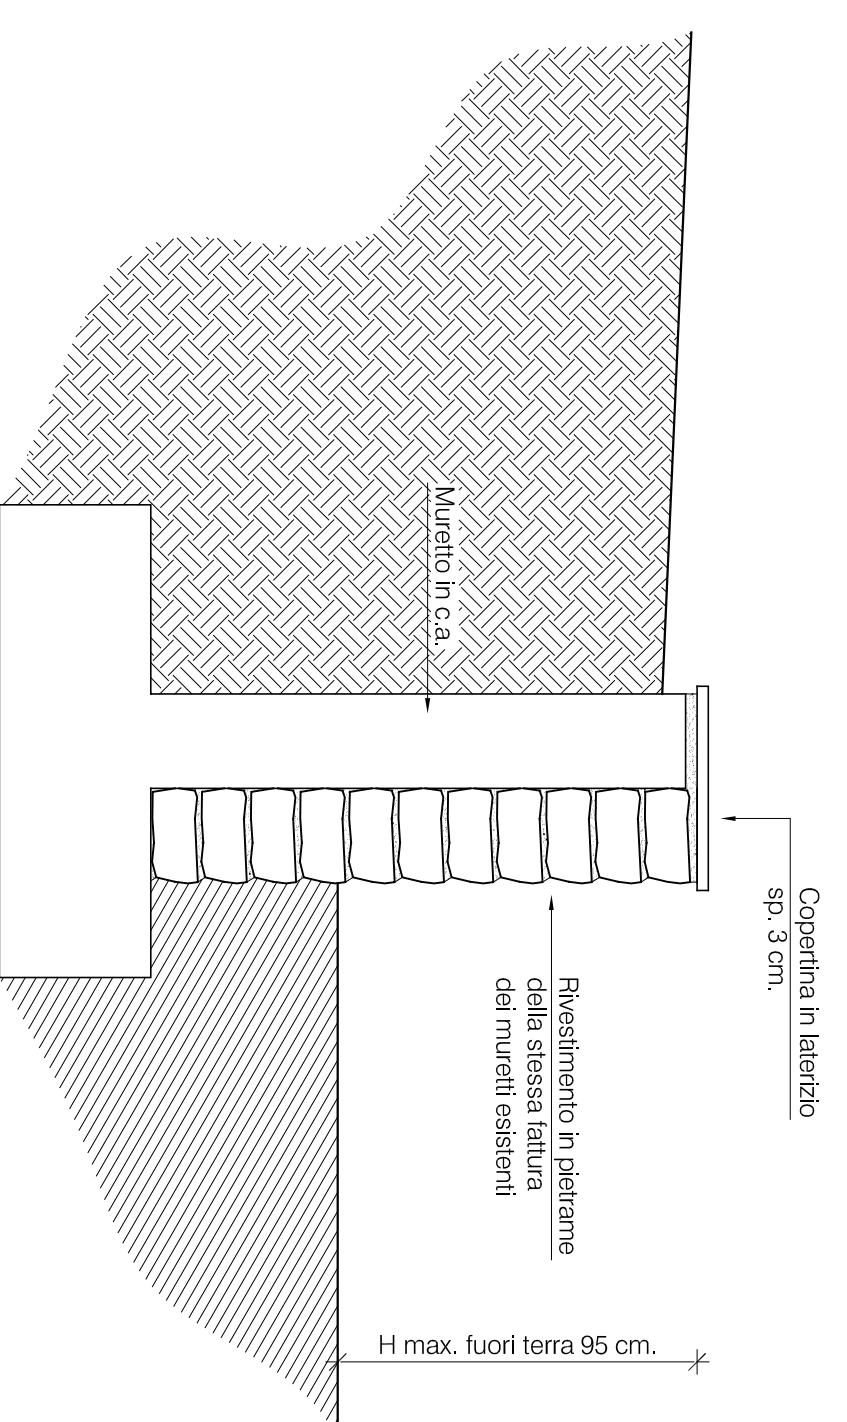 Copertina in laterizio
sp. 3 cm.
Muretto in c.a.
Rivestimento in pietrame
della stessa fattura
dei muretti esistenti
H max. fuori terra 95 cm.